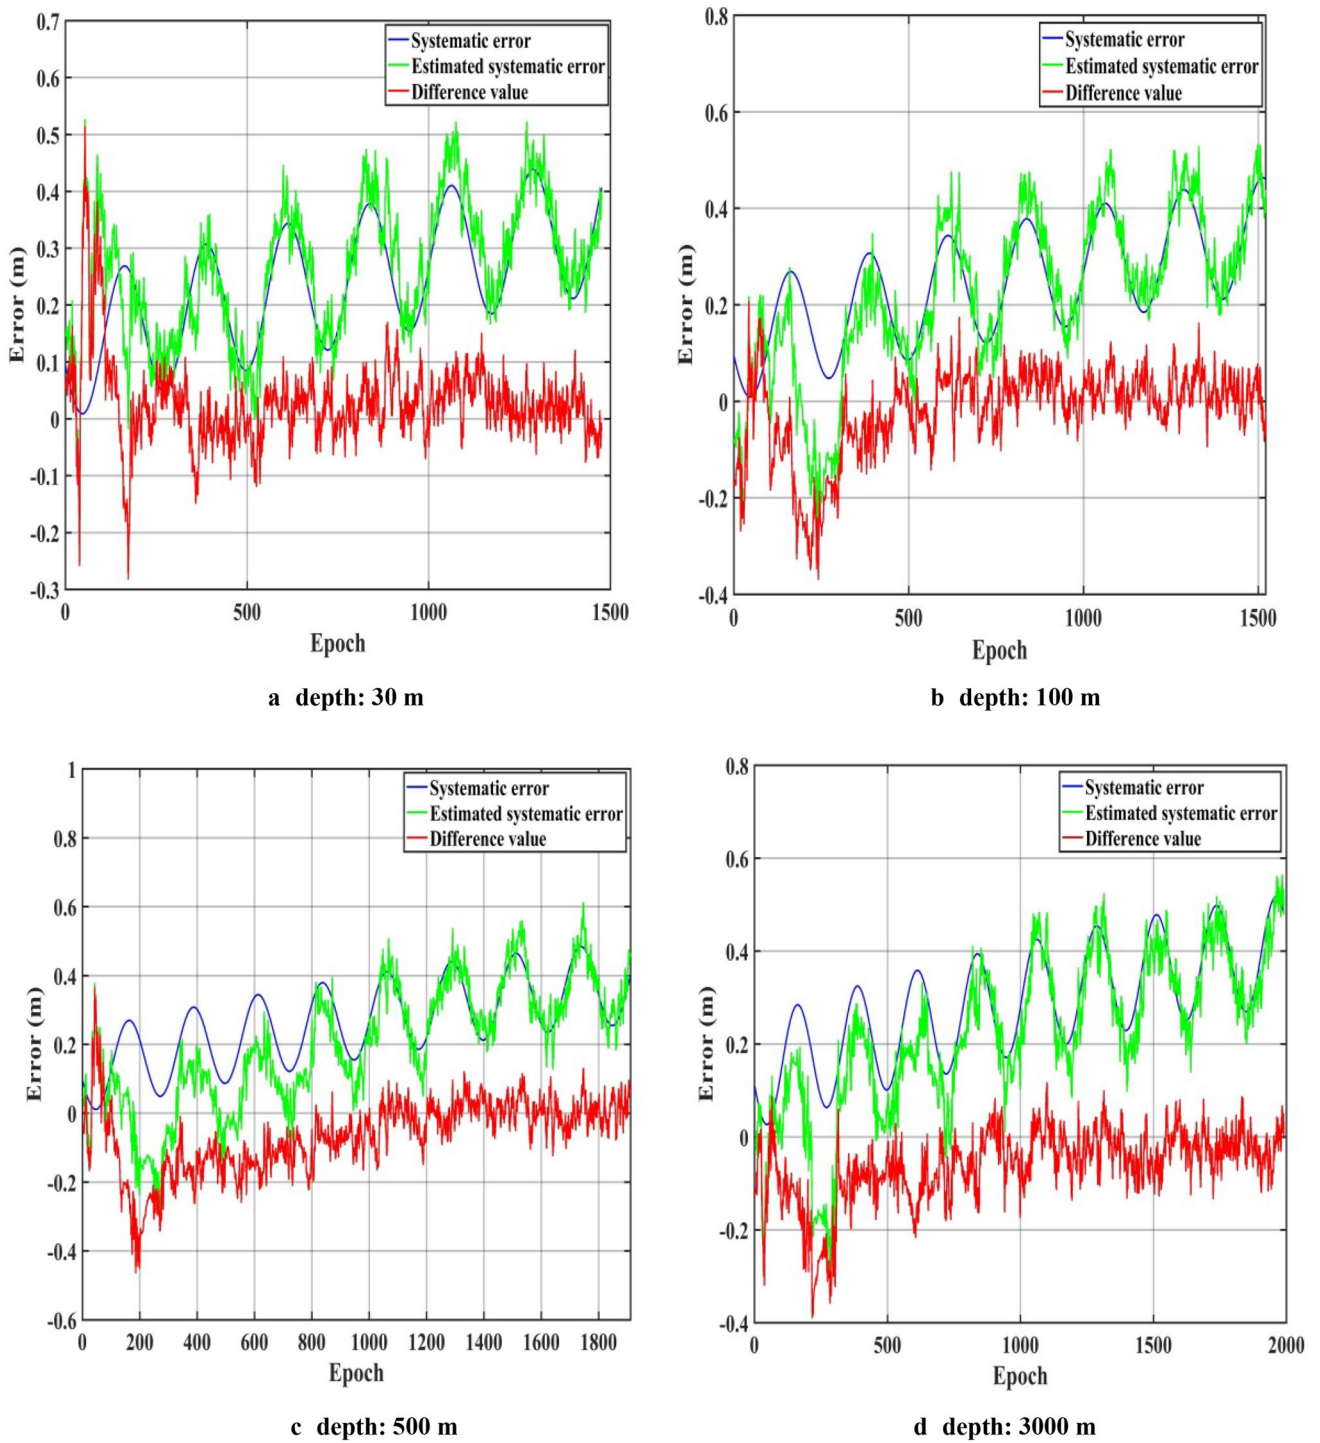 0.7
0.6
0.5
0.4
0.3
0.2
0.1
0
-0.1
-0.2
-0.3
Error (m)
Systematic error
Estimated systematic error
Difference value
0 500 1000 1500
Epoch
a depth: 30 m
0.8
0.6
0.4
0.2
0
-0.2
-0.4
Error (m)
Systematic error
Estimated systematic error
Difference value
0 500 1000 1500
Epoch
b depth: 100 m
1
0.8
0.6
0.4
0.2
0
-0.2
-0.4
-0.6
Error (m)
Systematic error
Estimated systematic error
Difference value
0 200 400 600 800 1000 1200 1400 1600 1800
Epoch
c depth: 500 m
0.8
0.6
0.4
0.2
0
-0.2
-0.4
Error (m)
Systematic error
Estimated systematic error
Difference value
0 500 1000 1500 2000
Epoch
d depth: 3000 m